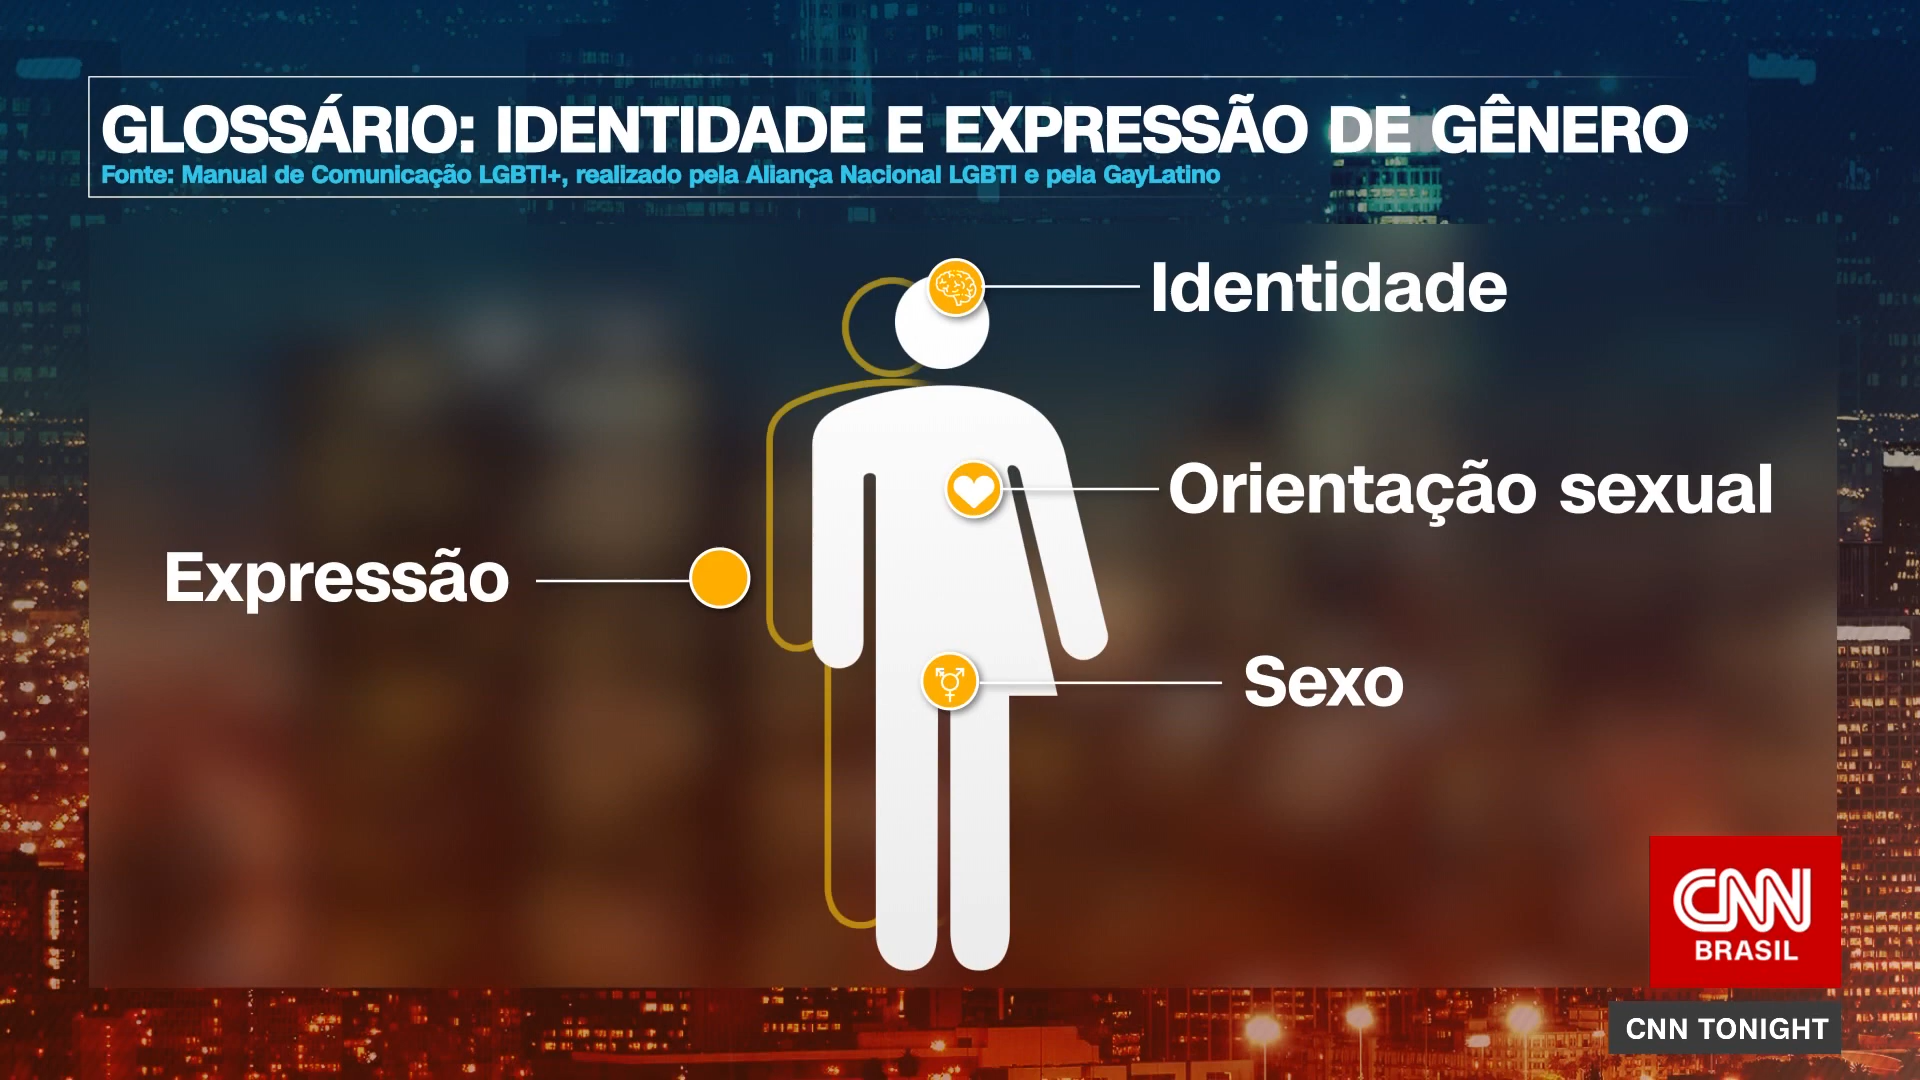 GLOSSÁRIO: IDENTIDADE E EXPRESSÃO DE GÊNERO
Fonte: Manual de Comunicação LGBTI+, realizado pela Aliança Nacional LGBTI e pela GayLatino
Identidade
Orientação sexual
Expressão
Sexo
CNN
BRASIL
CNN TONIGHT